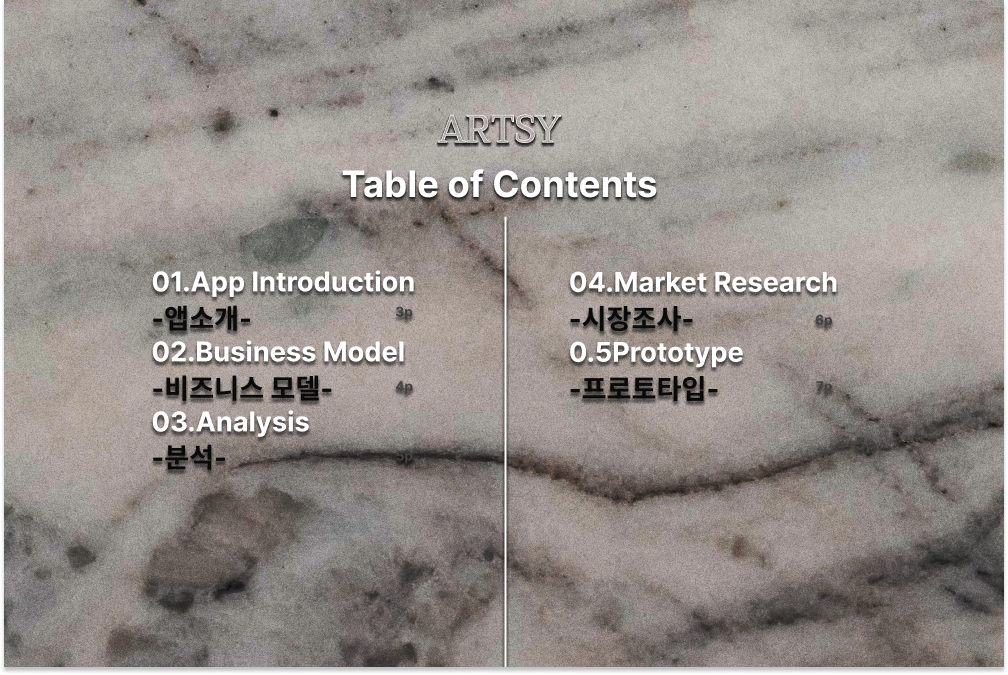 ARTSY
Table of Contents
01.App Introduction
-앱소개- 3p
02.Business Model
-비즈니스 모델- 4p
03.Analysis
-분석- 5p
04.Market Research
-시장조사- 6p
0.5Prototype
-프로토타입- 7p